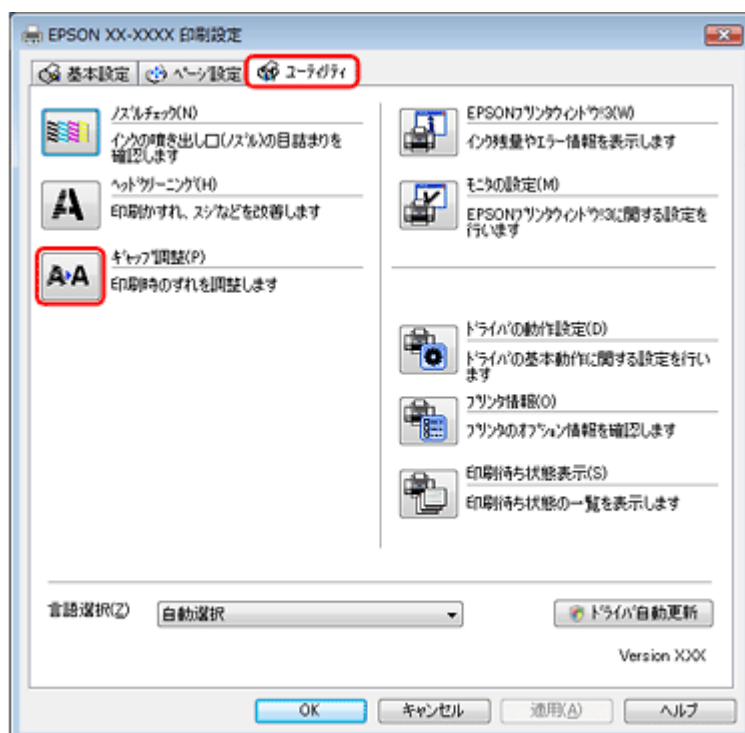 EPSON XX-XXXX 印刷設定
基本設定 ページ設定 ユーティリティ
ノズルチェック(N)
インクの噴き出し口(ノズル)の目詰まりを
確認します
ヘッドクリーニング(H)
印刷かすれ、スジなどを改善します
ギャップ調整(P)
印刷時のずれを調整します
EPSONプリンタウィンドウ!3(W)
インク残量やエラー情報を表示します
モニタの設定(M)
EPSONプリンタウィンドウ!3に関する設定を
行います
ドライバの動作設定(D)
ドライバの基本動作に関する設定を行い
ます
プリンタ情報(O)
プリンタのオプション情報を確認します
印刷待ち状態表示(S)
印刷待ち状態の一覧を表示します
言語選択(Z) 自動選択
ドライバ自動更新
Version XXX
OK キャンセル 適用(A) ヘルプ